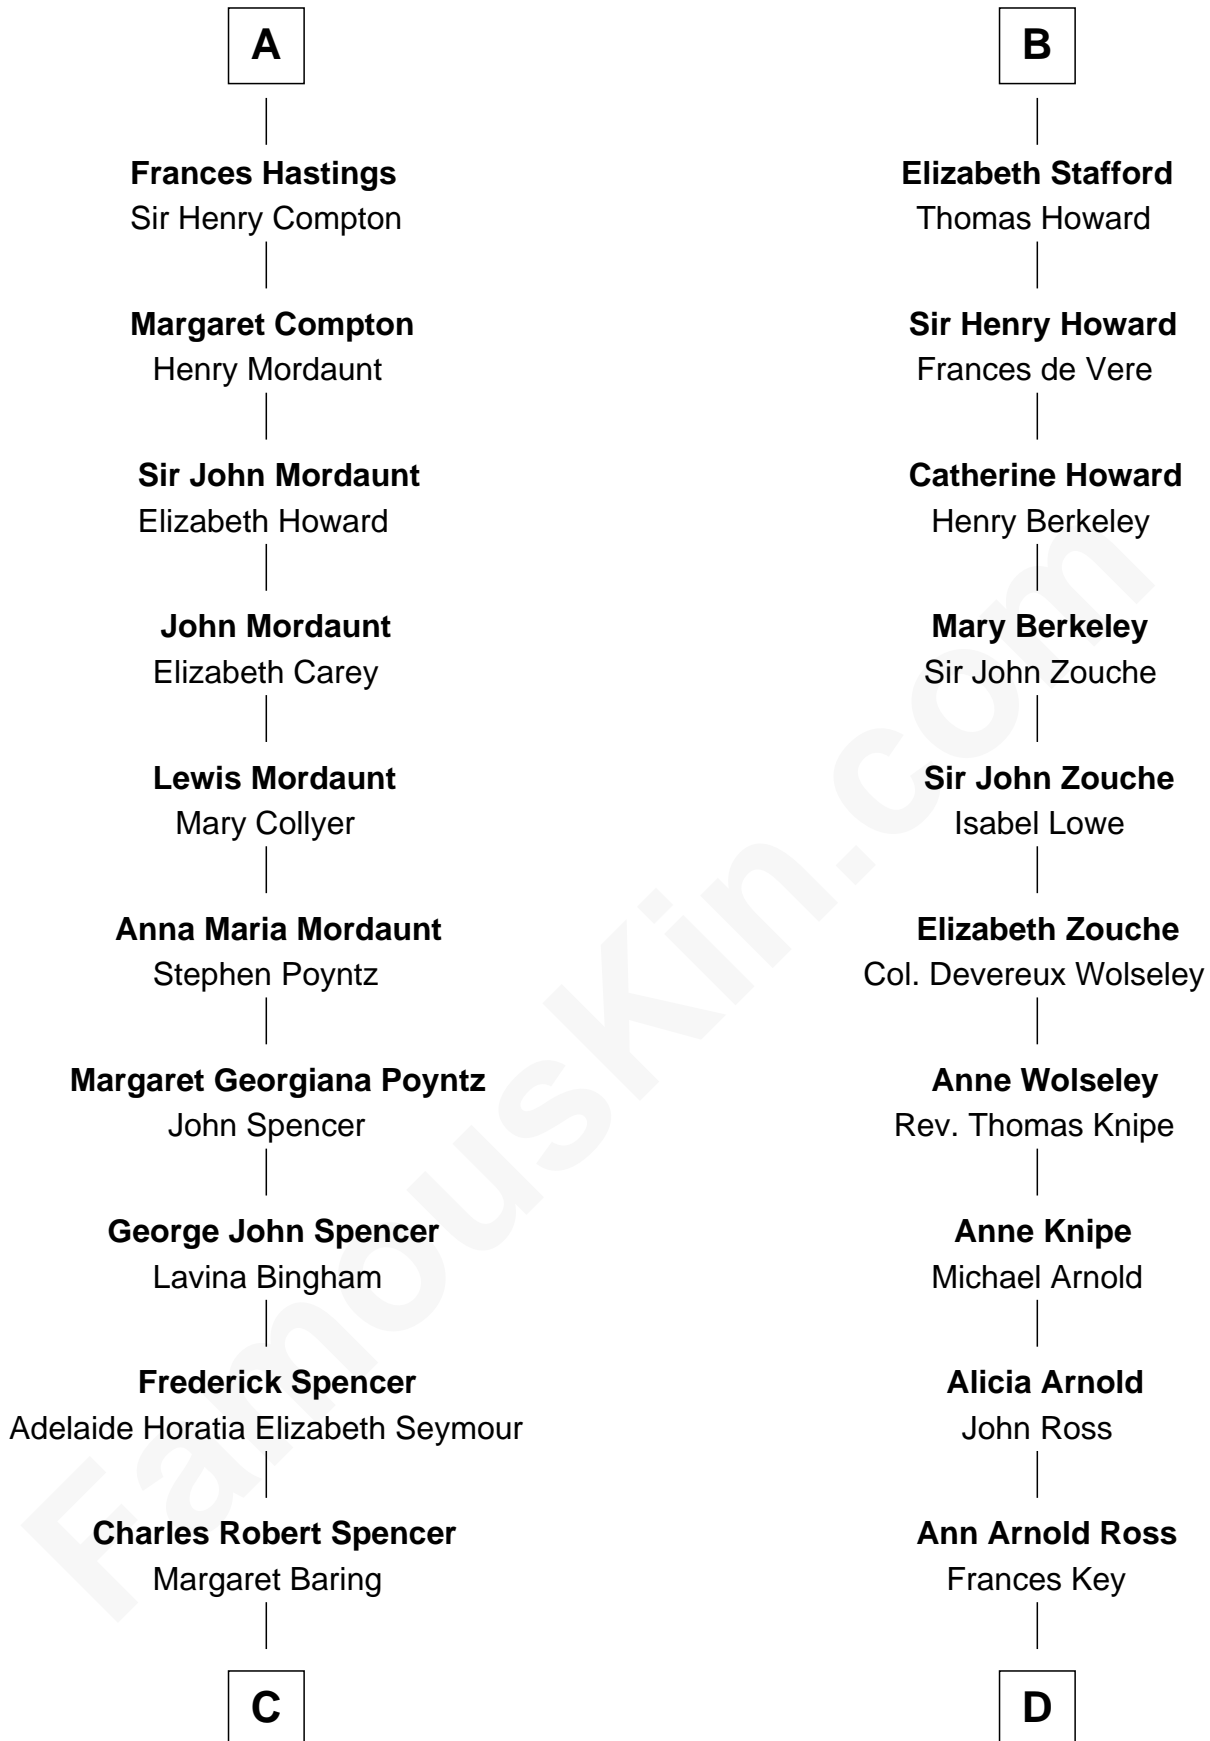 A
Frances Hastings
Sir Henry Compton
Margaret Compton
Henry Mordaunt
Sir John Mordaunt
Elizabeth Howard
John Mordaunt
Elizabeth Carey
Lewis Mordaunt
Mary Collyer
Anna Maria Mordaunt
Stephen Poyntz
Margaret Georgiana Poyntz
John Spencer
George John Spencer
Lavina Bingham
Frederick Spencer
Adelaide Horatia Elizabeth Seymour
Charles Robert Spencer
Margaret Baring
C
B
Elizabeth Stafford
Thomas Howard
Sir Henry Howard
Frances de Vere
Catherine Howard
Henry Berkeley
Mary Berkeley
Sir John Zouche
Sir John Zouche
Isabel Lowe
Elizabeth Zouche
Col. Devereux Wolseley
Anne Wolseley
Rev. Thomas Knipe
Anne Knipe
Michael Arnold
Alicia Arnold
John Ross
Ann Arnold Ross
Frances Key
D
FamousKin.com